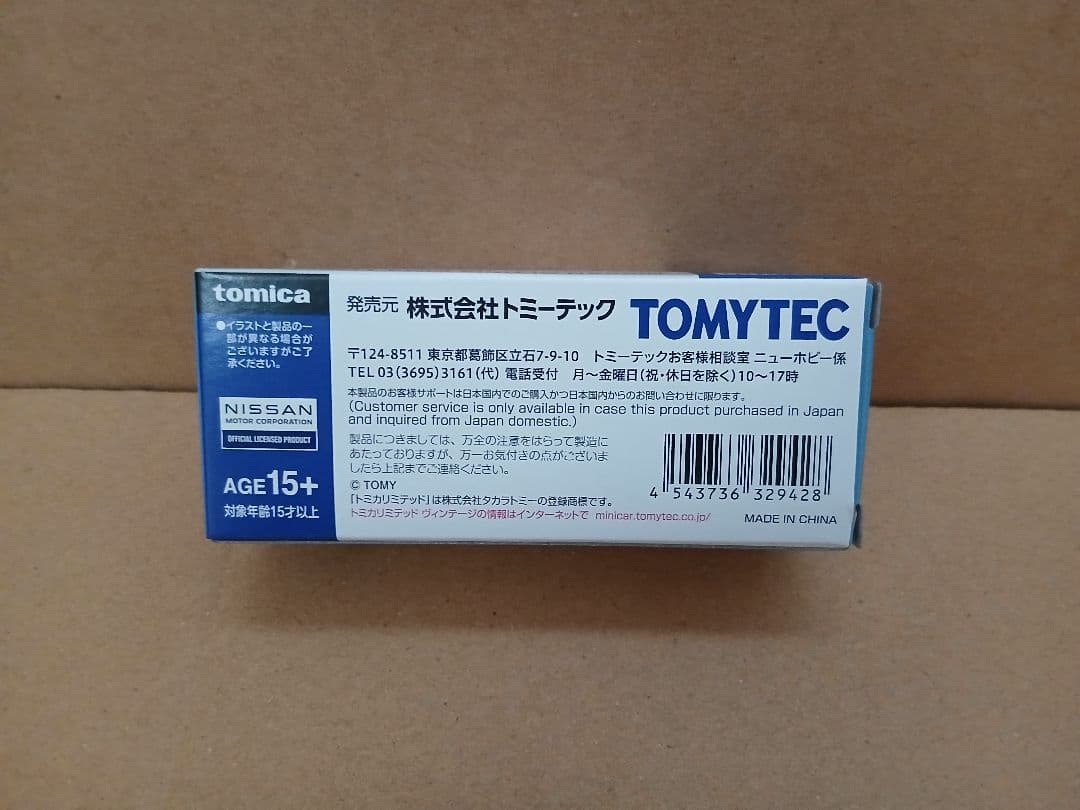 tomica
●イラストと製品の一
部が異なる場合が
ございますがご了
承ください。
NISSAN
MOTOR CORPORATION
OFFICIAL LICENSED PRODUCT
AGE15+
対象年齢15才以上
発売元 株式会社トミーテック TOMYTEC
〒124-8511 東京都葛飾区立石7-9-10 トミーテックお客様相談室 ニューホビー係
TEL 03(3695)3161(代) 電話受付 月〜金曜日(祝・休日を除く)10〜17時
本製品のお客様サポートは日本国内でのご購入かつ日本国内からのお問い合わせに限ります。
(Customer service is only available in case this product purchased in Japan
and inquired from Japan domestic.)
製品につきましては、万全の注意をはらって製造に
あたっておりますが、万一お気付きの点がございま
したら上記までご連絡ください。
© TOMY
「トミカリミテッド」は株式会社タカラトミーの登録商標です。
トミカリミテッド ヴィンテージの情報はインターネットで minicar.tomytec.co.jp/
4 543736 329428
MADE IN CHINA